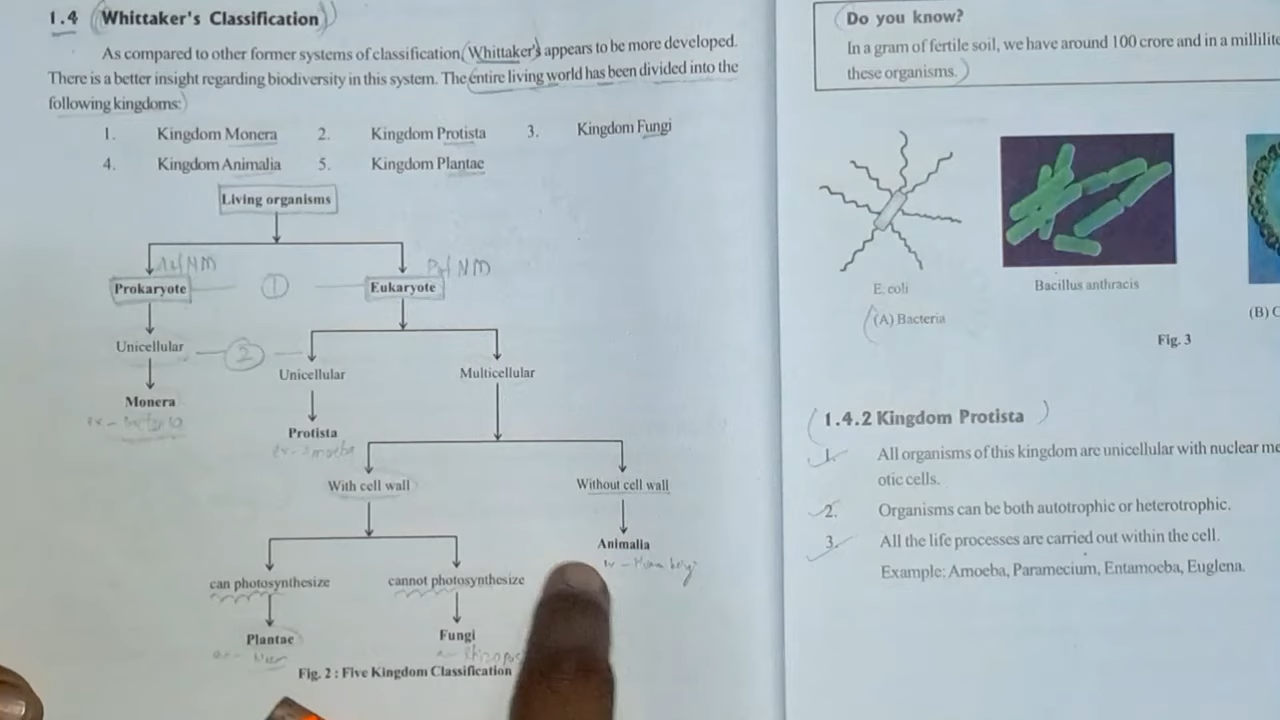 1.4 Whittaker's Classification
As compared to other former systems of classification Whittaker's appears to be more developed.
There is a better insight regarding biodiversity in this system. The entire living world has been divided into the
following kingdoms:
1. Kingdom Monera 2. Kingdom Protista 3. Kingdom Fungi
4. Kingdom Animalia 5. Kingdom Plantae
Living organisms
NM
NM
Prokaryote
1
Eukaryote
Unicellular
2
Unicellular
Multicellular
Monera
Protista
ex-
ex- amoeba
With cell wall
Without cell wall
Animalia
can photosynthesize
cannot photosynthesize
Plantae
Fungi
Fig. 2 : Five Kingdom Classification
Do you know?
In a gram of fertile soil, we have around 100 crore and in a millilite
these organisms.
E. coli
(A) Bacteria
Bacillus anthracis
(B) C
Fig. 3
1.4.2 Kingdom Protista
1. All organisms of this kingdom are unicellular with nuclear me
otic cells.
2. Organisms can be both autotrophic or heterotrophic.
3. All the life processes are carried out within the cell.
Example: Amoeba, Paramecium, Entamoeba, Euglena.